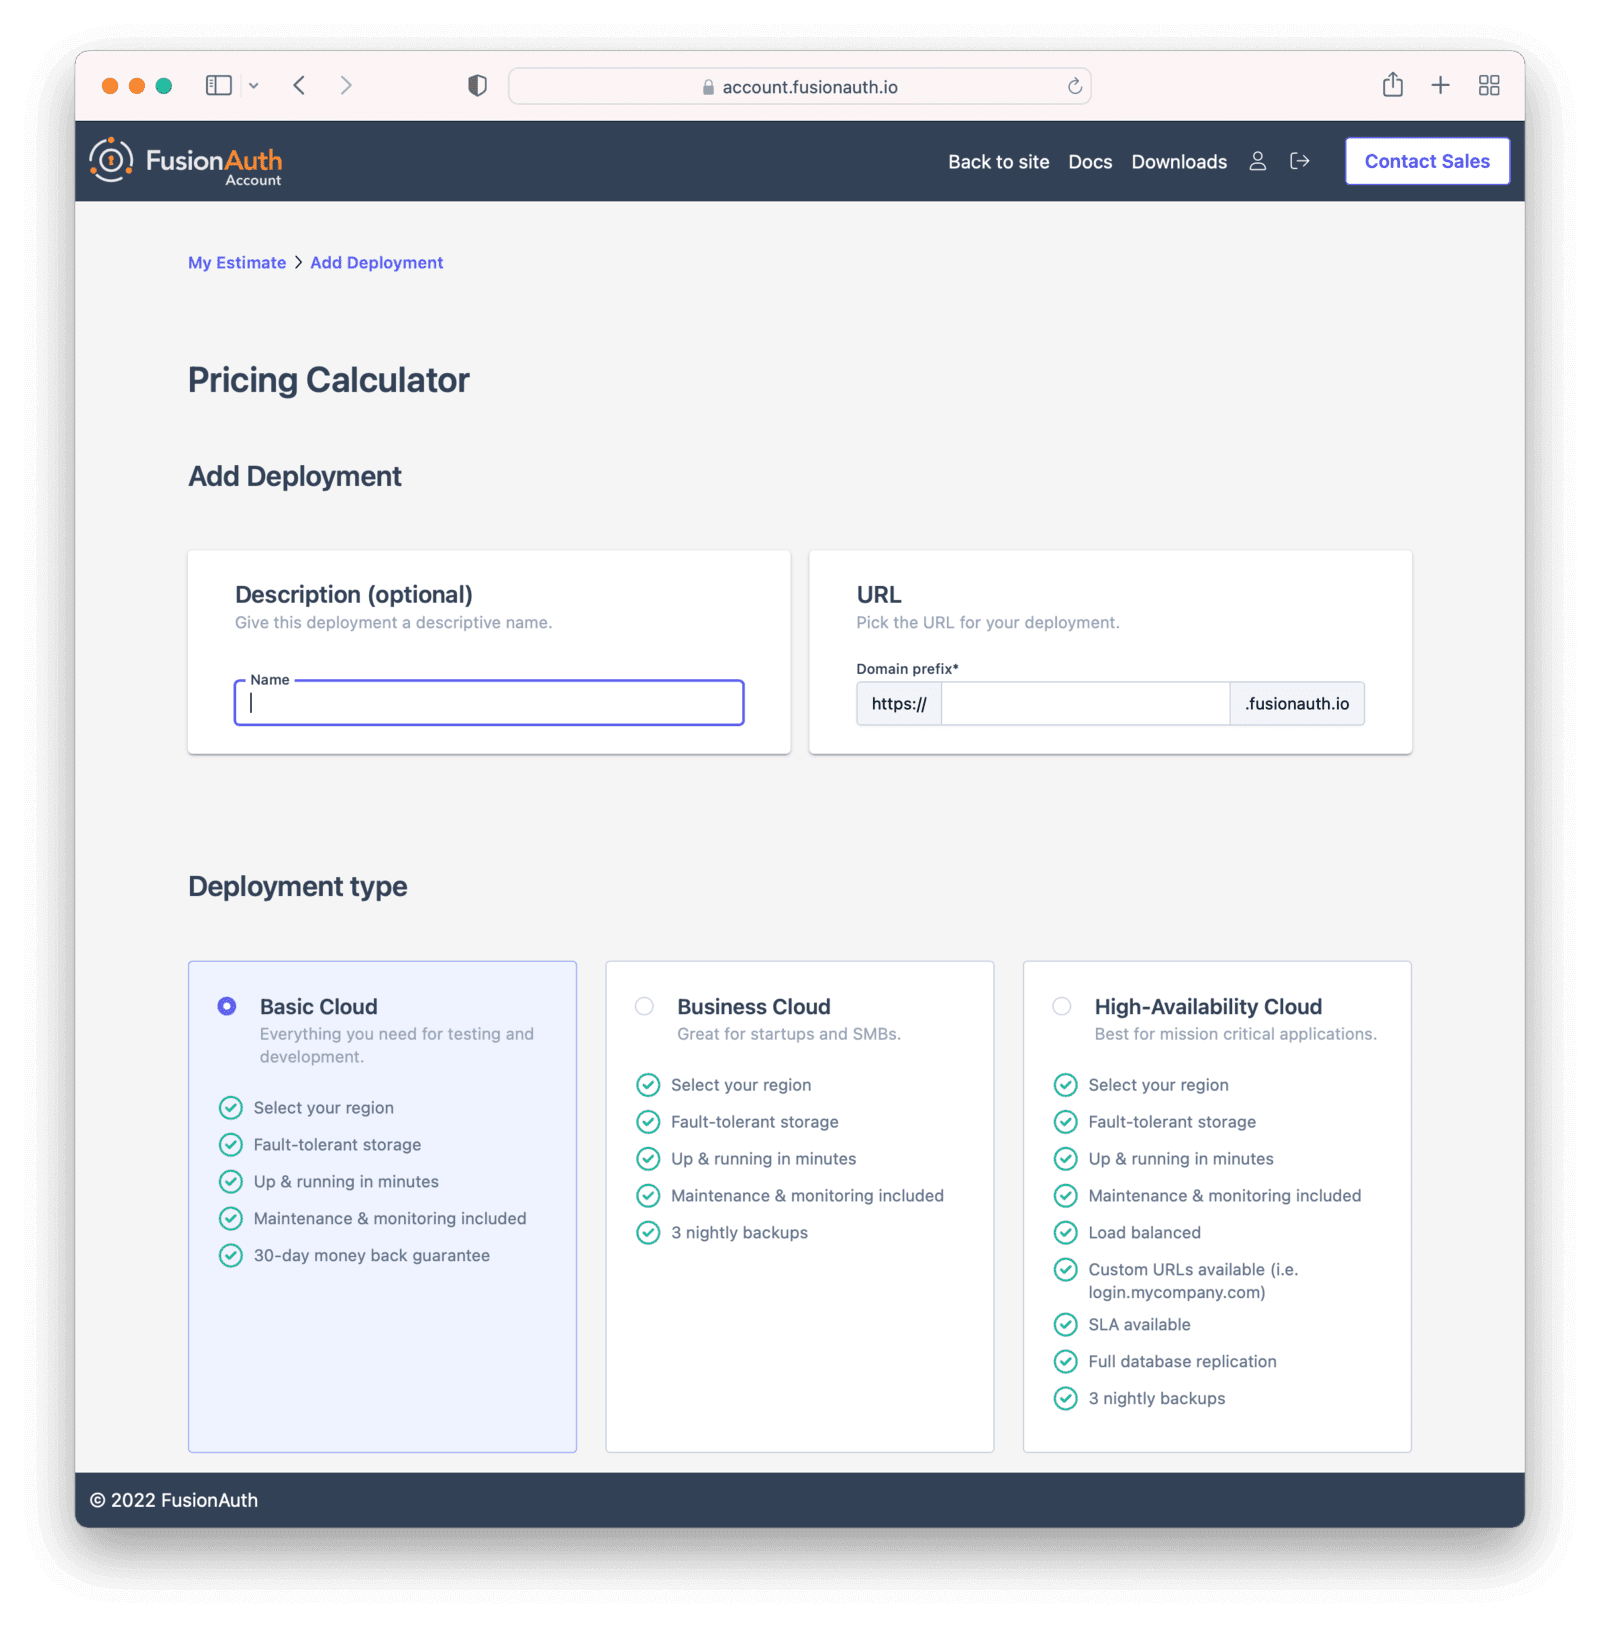 account.fusionauth.io
FusionAuth
Account
Back to site
Docs
Downloads
Contact Sales
My Estimate > Add Deployment
Pricing Calculator
Add Deployment
Description (optional)
Give this deployment a descriptive name.
Name
URL
Pick the URL for your deployment.
Domain prefix*
https://
.fusionauth.io
Deployment type
Basic Cloud
Everything you need for testing and
development.
Select your region
Fault-tolerant storage
Up & running in minutes
Maintenance & monitoring included
30-day money back guarantee
Business Cloud
Great for startups and SMBs.
Select your region
Fault-tolerant storage
Up & running in minutes
Maintenance & monitoring included
3 nightly backups
High-Availability Cloud
Best for mission critical applications.
Select your region
Fault-tolerant storage
Up & running in minutes
Maintenance & monitoring included
Load balanced
Custom URLs available (i.e.
login.mycompany.com)
SLA available
Full database replication
3 nightly backups
© 2022 FusionAuth